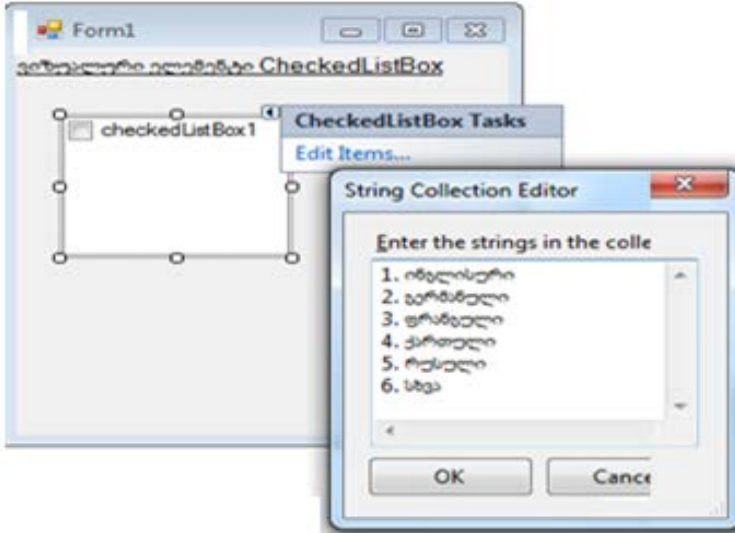 Form1
ვიზუალური ელემენტი CheckedListBox
checkedListBox1
CheckedListBox Tasks
Edit Items...
String Collection Editor
Enter the strings in the colle
1. ინგლისური
2. გერმანული
3. ფრანგული
4. ქართული
5. რუსული
6. სხვა
OK
Cance